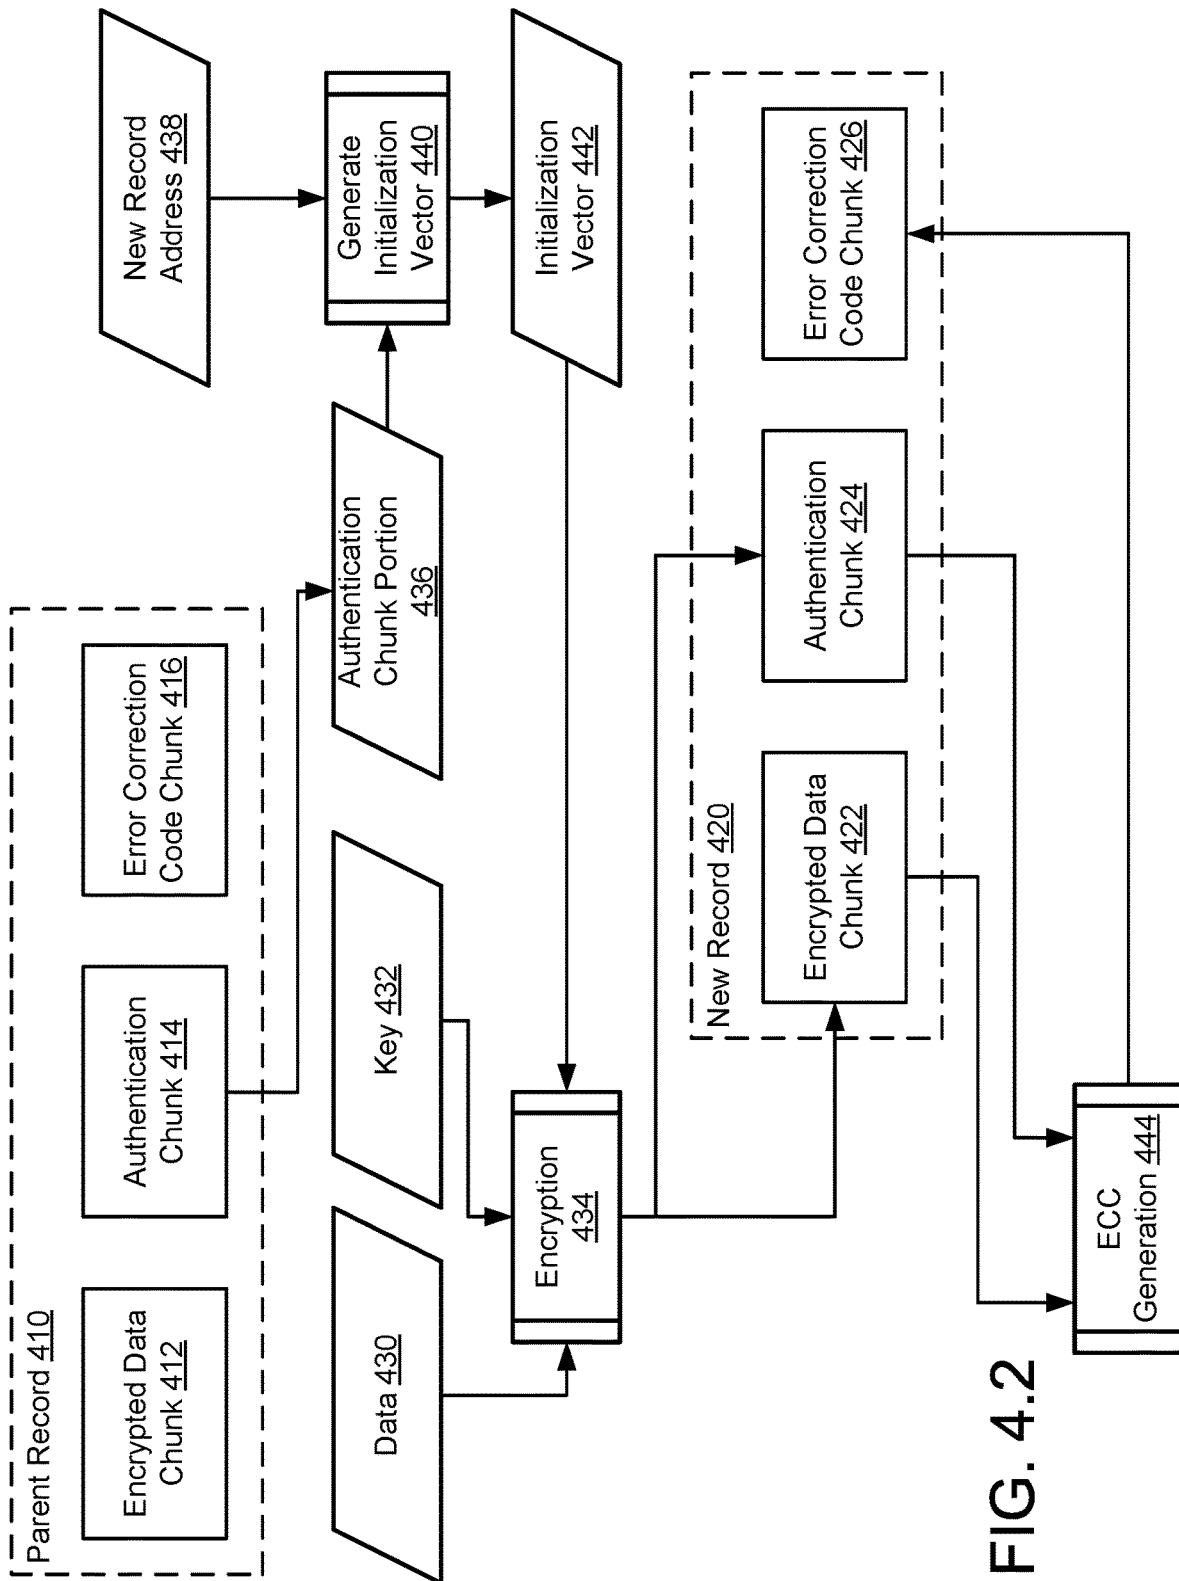 Parent Record 410
Encrypted Data
Chunk 412
Authentication
Chunk 414
Error Correction
Code Chunk 416
New Record
Address 438
Data 430
Key 432
Authentication
Chunk Portion
436
Generate
Initialization
Vector 440
Encryption
434
Initialization
Vector 442
New Record 420
Encrypted Data
Chunk 422
Authentication
Chunk 424
Error Correction
Code Chunk 426
ECC
Generation 444
FIG. 4.2